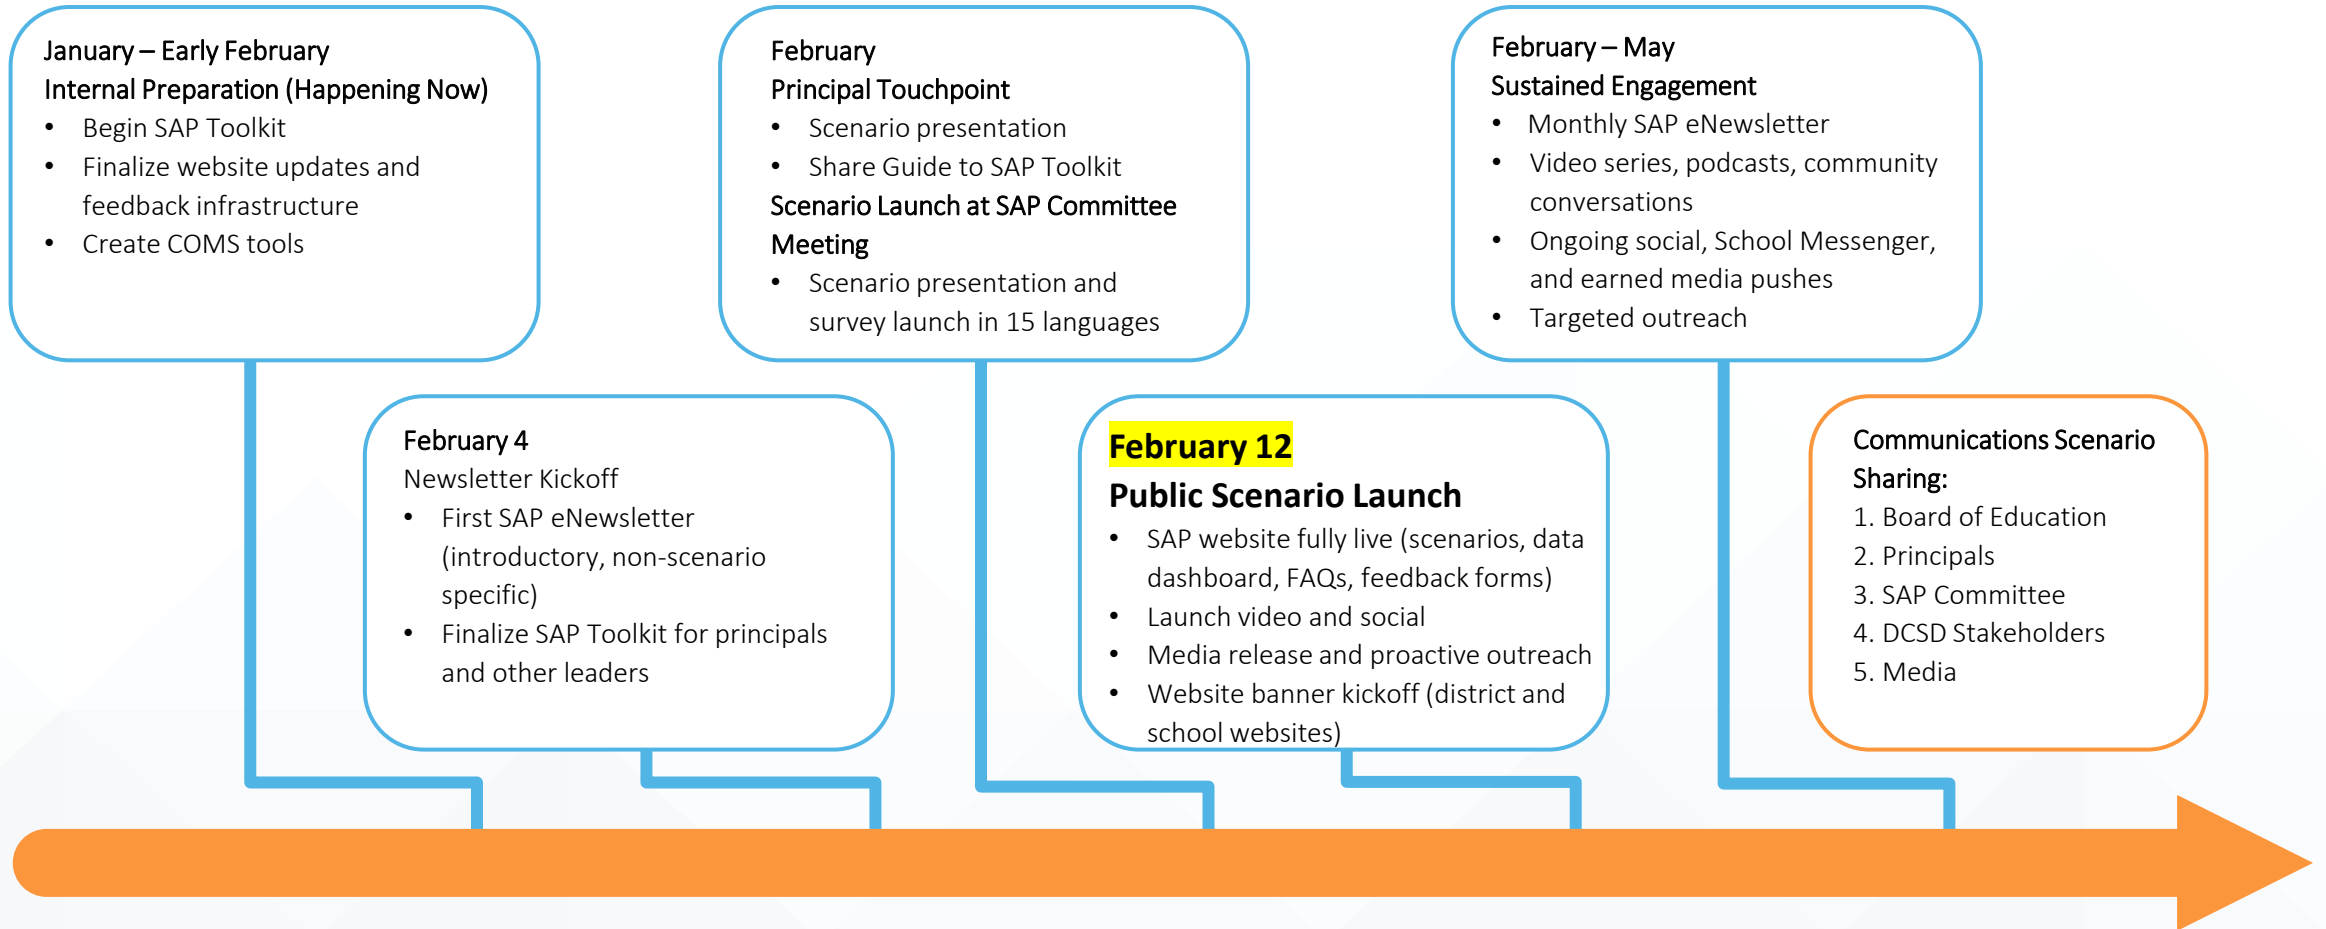 January – Early February
Internal Preparation (Happening Now)
• Begin SAP Toolkit
• Finalize website updates and
feedback infrastructure
• Create COMS tools
February 4
Newsletter Kickoff
• First SAP eNewsletter
(introductory, non-scenario
specific)
• Finalize SAP Toolkit for principals
and other leaders
February
Principal Touchpoint
• Scenario presentation
• Share Guide to SAP Toolkit
Scenario Launch at SAP Committee
Meeting
• Scenario presentation and
survey launch in 15 languages
February 12
Public Scenario Launch
• SAP website fully live (scenarios, data
dashboard, FAQs, feedback forms)
• Launch video and social
• Media release and proactive outreach
• Website banner kickoff (district and
school websites)
February – May
Sustained Engagement
• Monthly SAP eNewsletter
• Video series, podcasts, community
conversations
• Ongoing social, School Messenger,
and earned media pushes
• Targeted outreach
Communications Scenario
Sharing:
1. Board of Education
2. Principals
3. SAP Committee
4. DCSD Stakeholders
5. Media